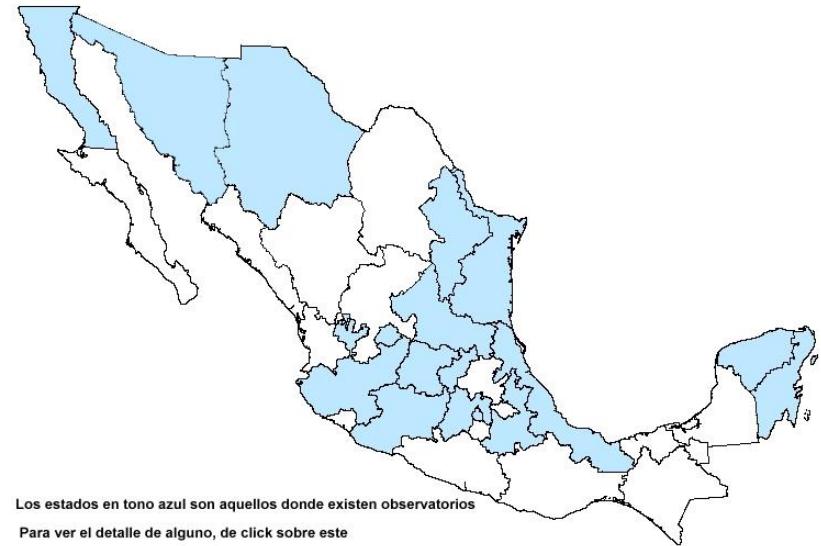 Los estados en tono azul son aquellos donde existen observatorios
Para ver el detalle de alguno, de click sobre este